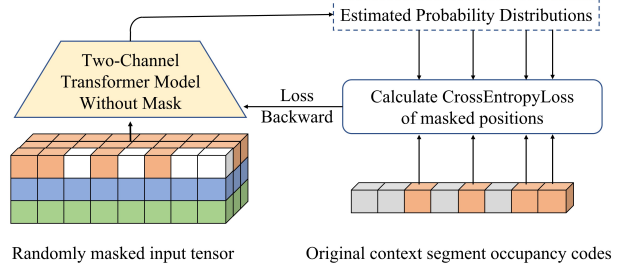 Estimated Probability Distributions
Two-Channel
Transformer Model
Without Mask
Loss
Backward
Calculate CrossEntropyLoss
of masked positions
Randomly masked input tensor
Original context segment occupancy codes